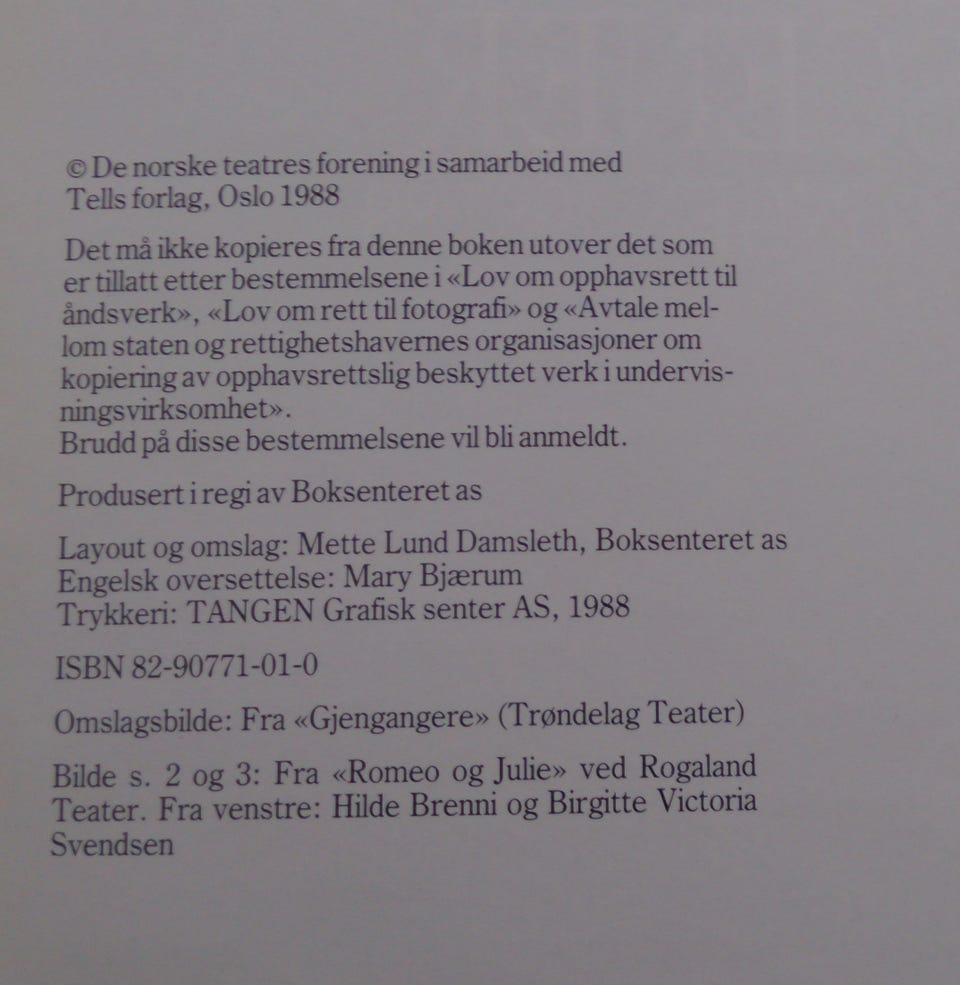 © De norske teatres forening i samarbeid med
Tells forlag, Oslo 1988
Det må ikke kopieres fra denne boken utover det som
er tillatt etter bestemmelsene i «Lov om opphavsrett til
åndsverk», «Lov om rett til fotografi» og «Avtale mel-
lom staten og rettighetshavernes organisasjoner om
kopiering av opphavsrettslig beskyttet verk i undervis-
ningsvirksomhet».
Brudd på disse bestemmelsene vil bli anmeldt.
Produsert i regi av Boksenteret as
Layout og omslag: Mette Lund Damsleth, Boksenteret as
Engelsk oversettelse: Mary Bjærum
Trykkeri: TANGEN Grafisk senter AS, 1988
ISBN 82-90771-01-0
Omslagsbilde: Fra «Gjengangere» (Trøndelag Teater)
Bilde s. 2 og 3: Fra «Romeo og Julie» ved Rogaland
Teater. Fra venstre: Hilde Brenni og Birgitte Victoria
Svendsen